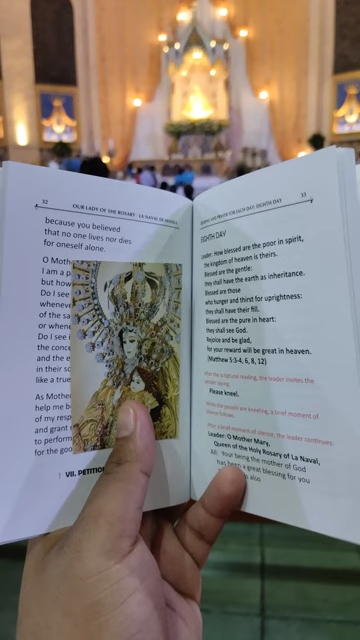 32
OUR LADY OF THE ROSARY - LA NAVAL DE MANILA
because you believed
that no one lives nor dies
for oneself alone.
O Moth
I am a p
but how
Do I see
wheneve
of the sa
or when
Do I see
the conc
and the e
in their sc
like a true
As Mother
help me b
of my resp
and grant
to perform
for the goo
VII. PETITION
33
PRAYER FOR EACH DAY: EIGHTH DAY
EIGHTH DAY
Leader: How blessed are the poor in spirit,
the kingdom of heaven is theirs.
Blessed are the gentle:
they shall have the earth as inheritance.
Blessed are those
who hunger and thirst for uprightness:
they shall have their fill.
Blessed are the pure in heart:
they shall see God.
Rejoice and be glad,
for your reward will be great in heaven.
(Matthew 5:3-4, 6, 8, 12)
After the scripture reading, the leader invites the
people saying:
Please kneel.
While the people are kneeling, a brief moment of
silence follows.
After a brief moment of silence, the leader continues:
Leader: O Mother Mary,
Queen of the Holy Rosary of La Naval,
All: Your being the mother of God
has been a great blessing for you
also